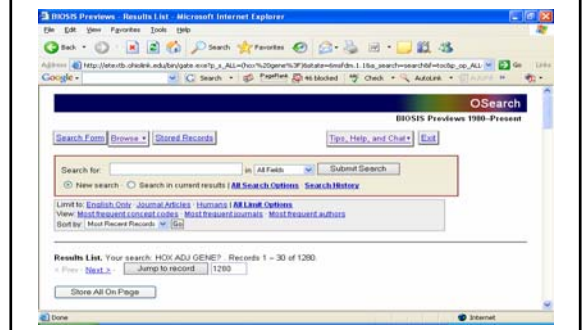 BIOSIS Previews - Results List - Microsoft Internet Explorer
File Edit View Favorites Tools Help
Back Search Favorites
Address Go Links
Google Search PageRank 46 blocked Check AutoLink
OSearch
BIOSIS Previews 1980-Present
Search Form Browse Stored Records Tips, Help, and Chat Exit
Search for: in All Fields Submit Search
New search - Search in current results | All Search Options Search History
Limit to: English Only Journal Articles Humans | All Limit Options
View: Most frequent concept codes Most frequent journals Most frequent authors
Sort by: Most Recent Records Go
Results List. Your search: HOX ADJ GENE? . Records 1 - 30 of 1280.
< Prev - Next > - Jump to record 1280
Store All On Page
Done Internet